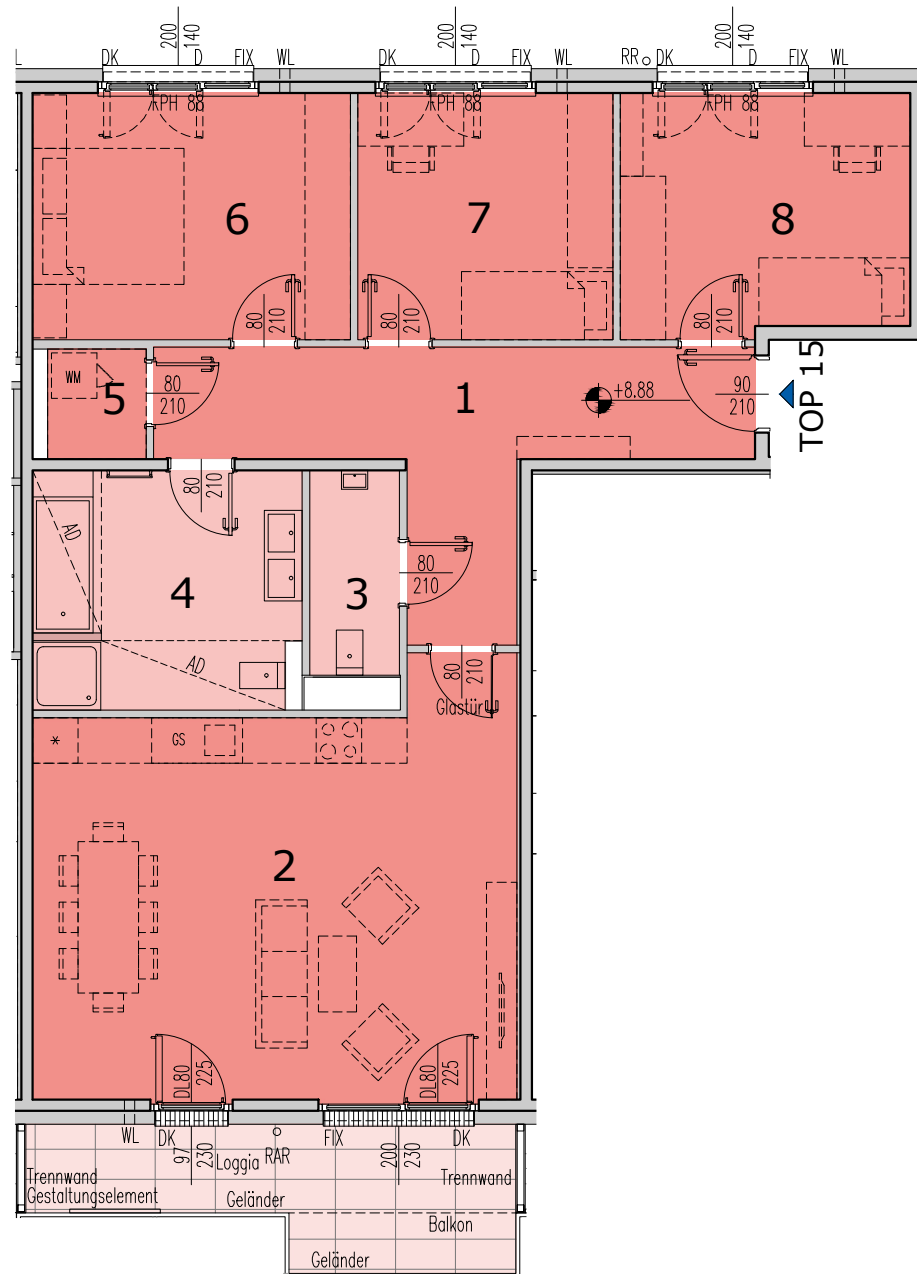 200
140
200
140
200
140
L
DK
D
FIX
WL
DK
D
FIX
WL
RR
DK
D
FIX
WL
PH 88
PH 88
PH 88
6
7
8
80
210
80
210
80
210
WM
5
80
210
1
+8.88
90
210
TOP 15
80
210
AD
4
3
80
210
AD
80
210
Glastür
*
GS
2
DL80
225
DL80
225
WL
DK
97
230
Loggia
RAR
FIX
200
230
DK
Trennwand
Gestaltungselement
Geländer
Trennwand
Balkon
Geländer